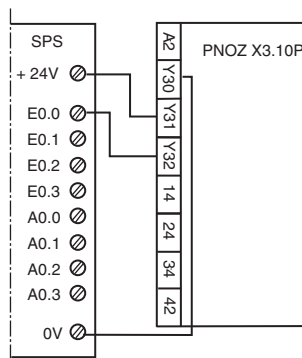 SPS
+ 24V
E0.0
E0.1
E0.2
E0.3
A0.0
A0.1
A0.2
A0.3
0V
A2
Y30
Y31
Y32
14
24
34
42
PNOZ X3.10P